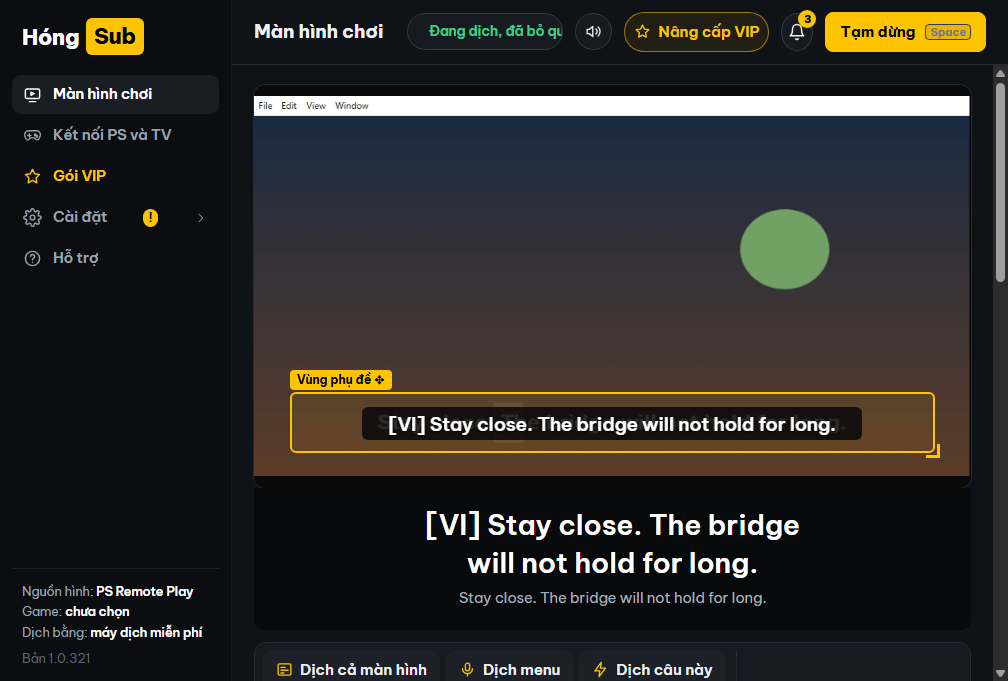 Hóng Sub
Màn hình chơi
Kết nối PS và TV
Gói VIP
Cài đặt !
Hỗ trợ
Nguồn hình: PS Remote Play
Game: chưa chọn
Dịch bằng: máy dịch miễn phí
Bản 1.0.321
Màn hình chơi
Đang dịch, đã bỏ qu
Nâng cấp VIP
3
Tạm dừng Space
File Edit View Window
Vùng phụ đề
[VI] Stay close. The bridge will not hold for long.
[VI] Stay close. The bridge
will not hold for long.
Stay close. The bridge will not hold for long.
Dịch cả màn hình
Dịch menu
Dịch câu này